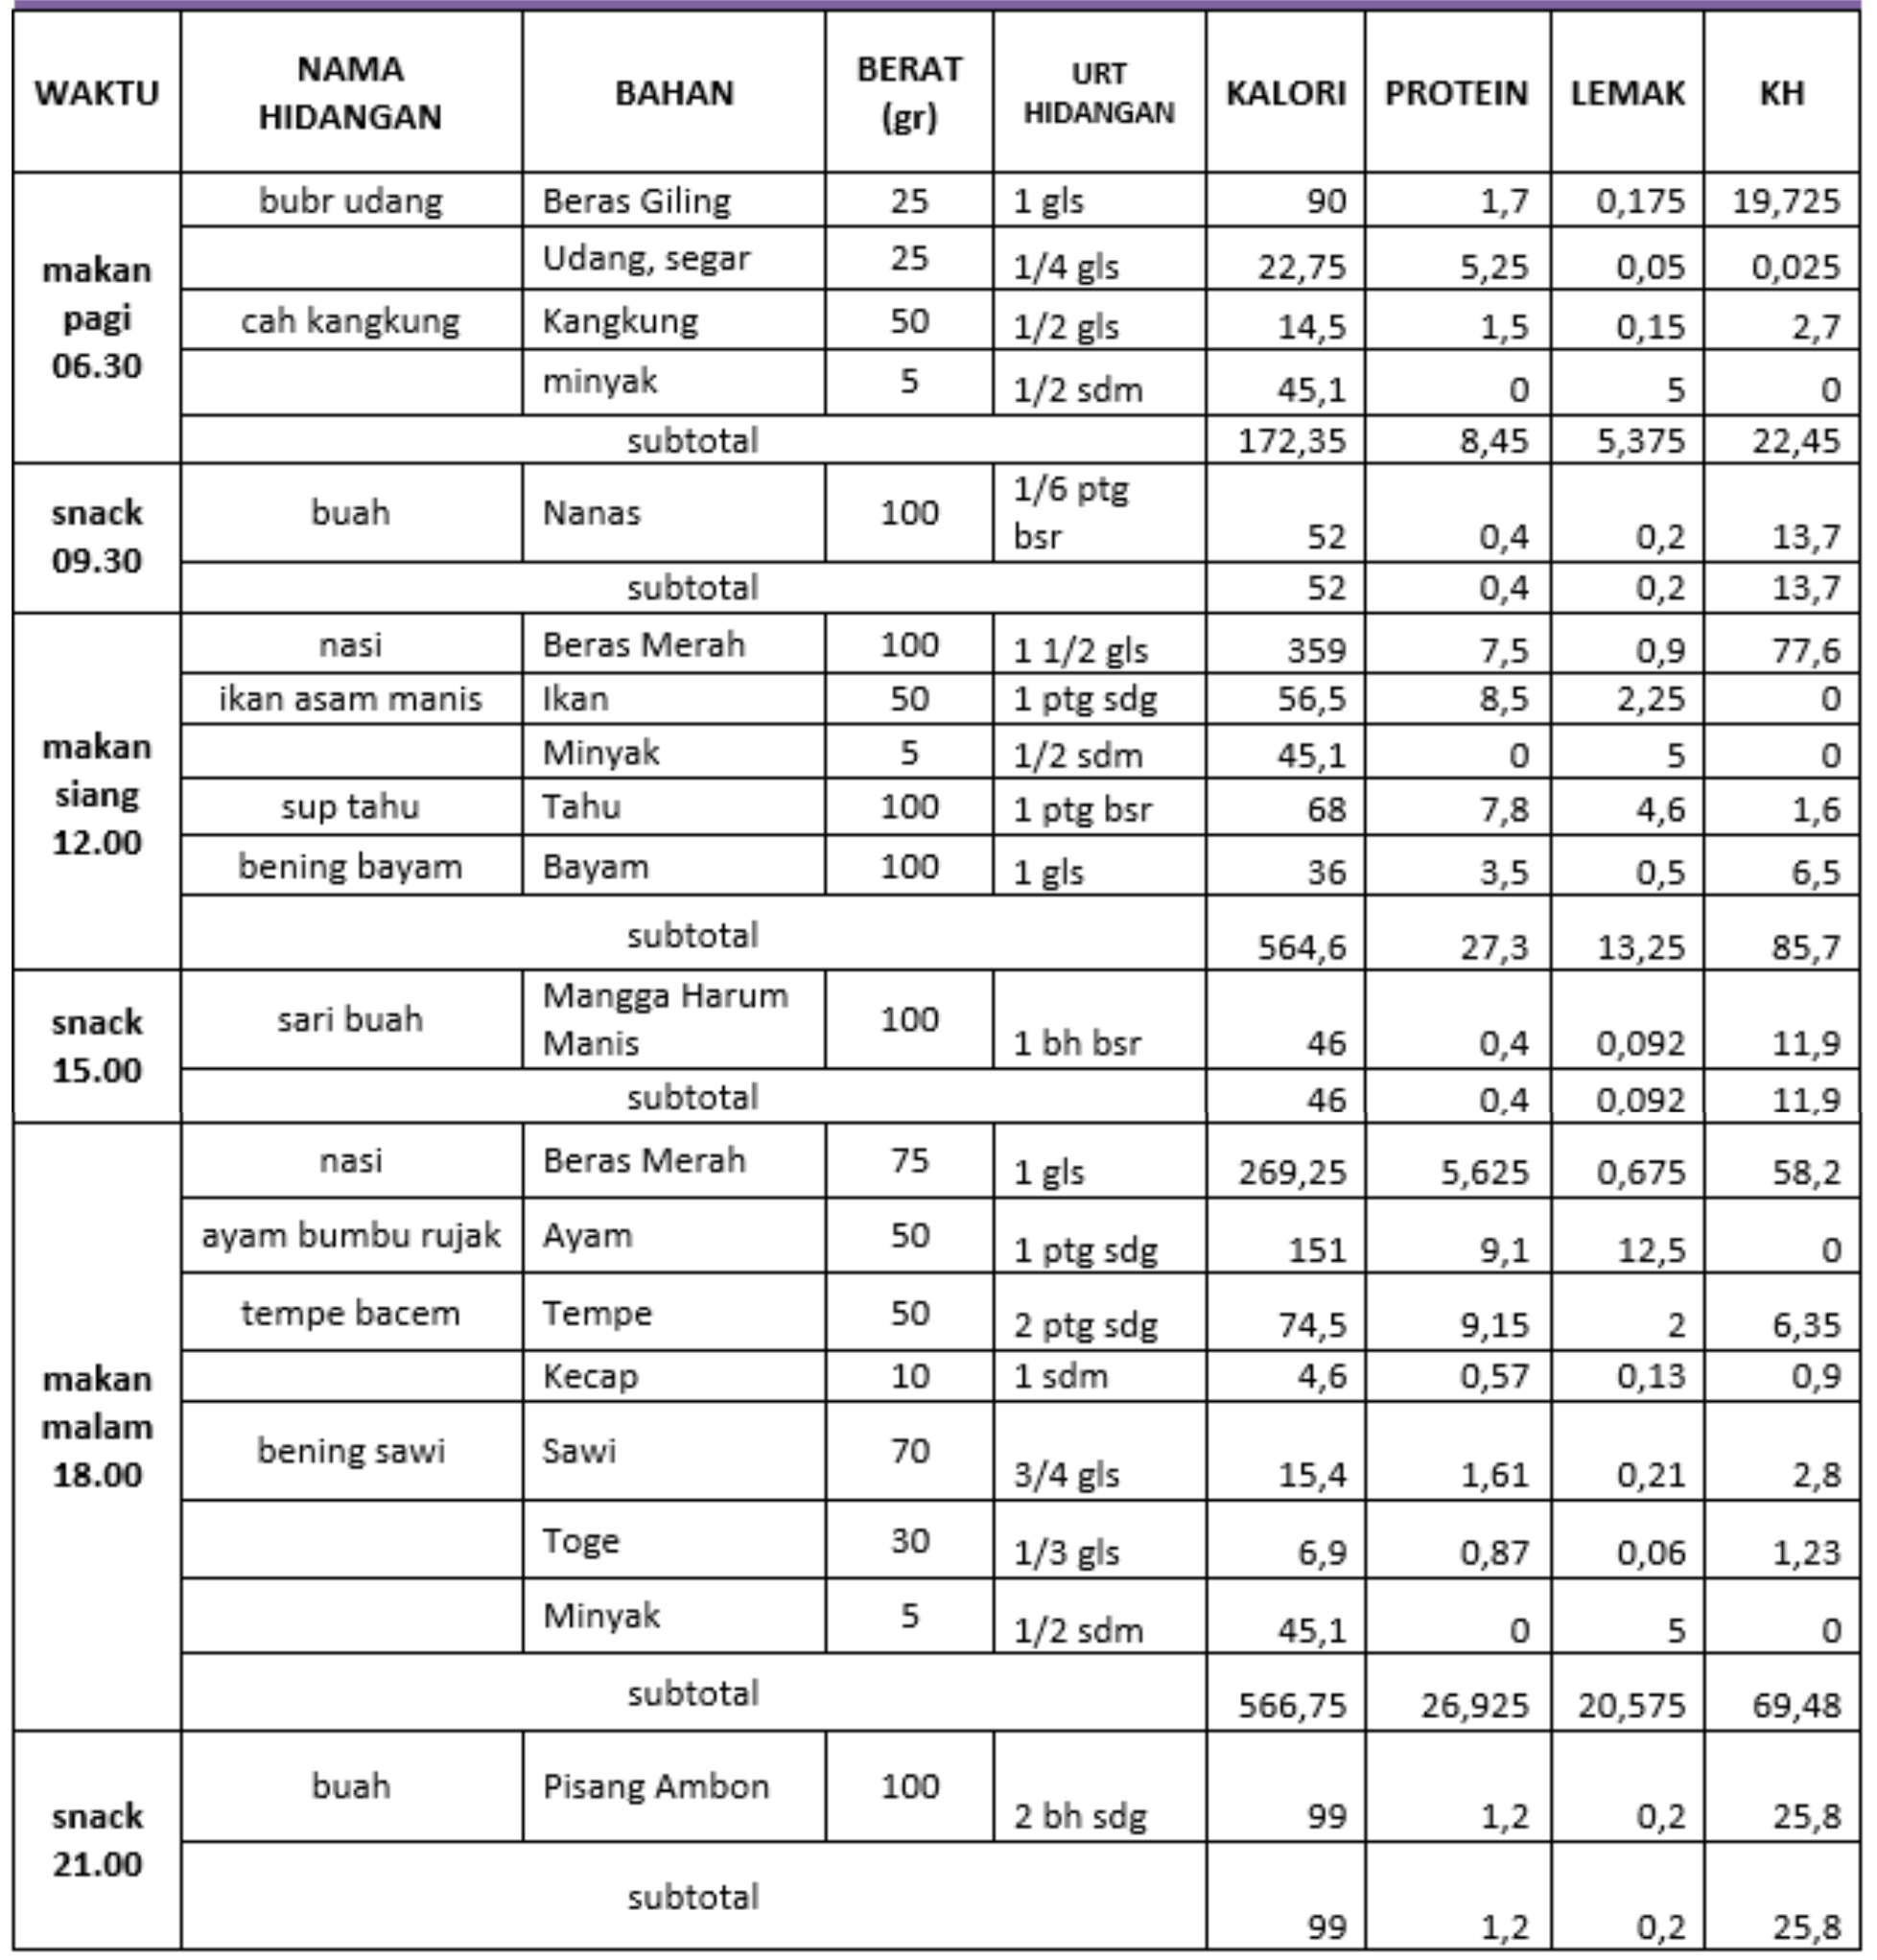 WAKTU NAMA HIDANGAN BAHAN BERAT (gr) URT HIDANGAN KALORI PROTEIN LEMAK KH
makan pagi 06.30
bubr udang Beras Giling 25 1 gls 90 1,7 0,175 19,725
Udang, segar 25 1/4 gls 22,75 5,25 0,05 0,025
cah kangkung Kangkung 50 1/2 gls 14,5 1,5 0,15 2,7
minyak 5 1/2 sdm 45,1 0 5 0
subtotal 172,35 8,45 5,375 22,45
snack 09.30
buah Nanas 100 1/6 ptg bsr 52 0,4 0,2 13,7
subtotal 52 0,4 0,2 13,7
makan siang 12.00
nasi Beras Merah 100 1 1/2 gls 359 7,5 0,9 77,6
ikan asam manis Ikan 50 1 ptg sdg 56,5 8,5 2,25 0
Minyak 5 1/2 sdm 45,1 0 5 0
sup tahu Tahu 100 1 ptg bsr 68 7,8 4,6 1,6
bening bayam Bayam 100 1 gls 36 3,5 0,5 6,5
subtotal 564,6 27,3 13,25 85,7
snack 15.00
sari buah Mangga Harum Manis 100 1 bh bsr 46 0,4 0,092 11,9
subtotal 46 0,4 0,092 11,9
makan malam 18.00
nasi Beras Merah 75 1 gls 269,25 5,625 0,675 58,2
ayam bumbu rujak Ayam 50 1 ptg sdg 151 9,1 12,5 0
tempe bacem Tempe 50 2 ptg sdg 74,5 9,15 2 6,35
Kecap 10 1 sdm 4,6 0,57 0,13 0,9
bening sawi Sawi 70 3/4 gls 15,4 1,61 0,21 2,8
Toge 30 1/3 gls 6,9 0,87 0,06 1,23
Minyak 5 1/2 sdm 45,1 0 5 0
subtotal 566,75 26,925 20,575 69,48
snack 21.00
buah Pisang Ambon 100 2 bh sdg 99 1,2 0,2 25,8
subtotal 99 1,2 0,2 25,8